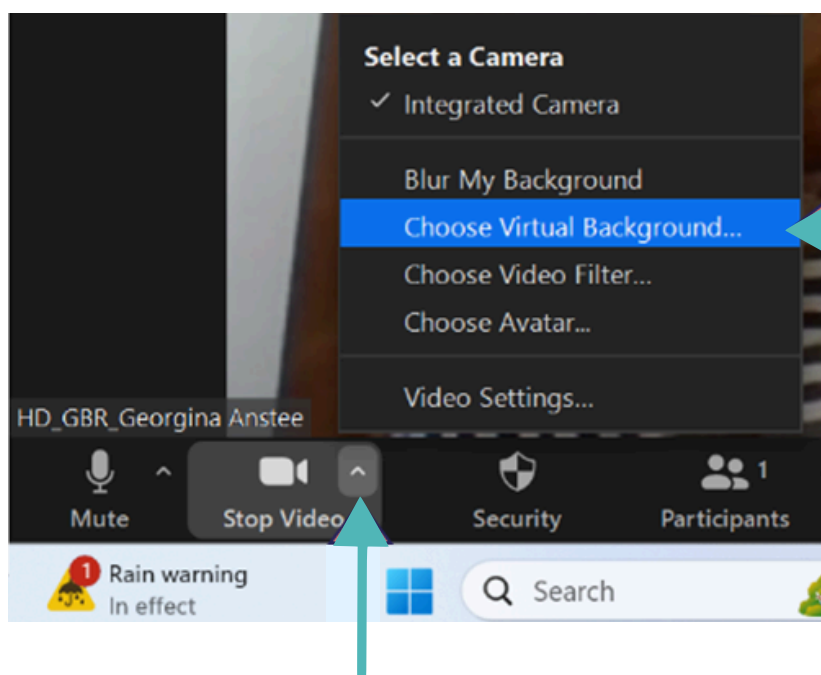 Select a Camera
✓ Integrated Camera
Blur My Background
Choose Virtual Background...
Choose Video Filter...
Choose Avatar...
Video Settings...
HD_GBR_Georgina Anstee
1
Mute
Stop Video
Security
Participants
1
Rain warning
In effect
Search